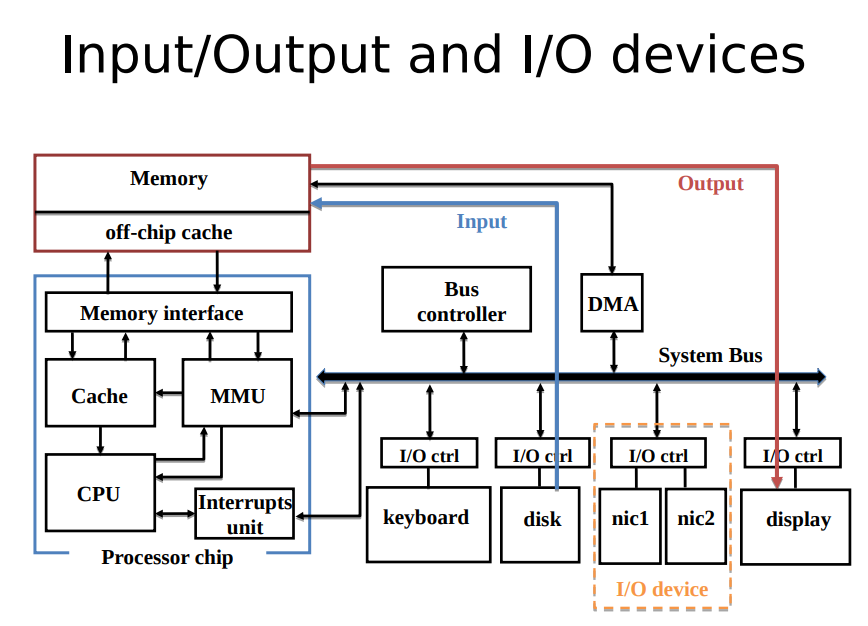 Input/Output and I/O devices
Memory
Output
off-chip cache
Input
Memory interface
Bus
controller
DMA
System Bus
Cache
MMU
CPU
Interrupts
unit
I/O ctrl
I/O ctrl
I/O ctrl
I/O ctrl
keyboard
disk
nic1
nic2
display
Processor chip
I/O device